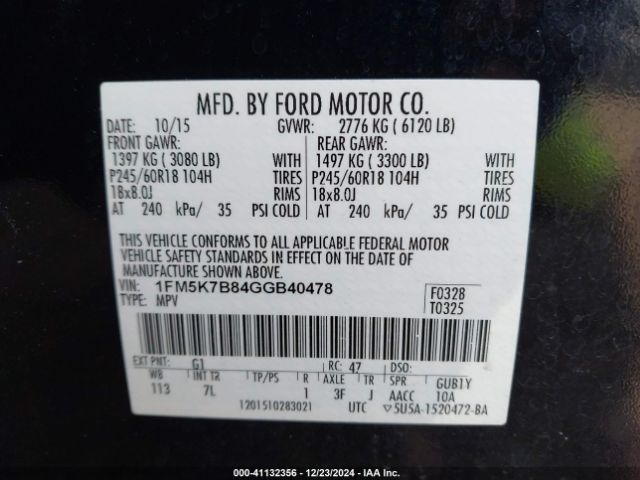 MFD. BY FORD MOTOR CO.
DATE: 10/15 GVWR: 2776 KG ( 6120 LB)
FRONT GAWR: REAR GAWR:
1397 KG ( 3080 LB) WITH 1497 KG ( 3300 LB) WITH
P245/60R18 104H TIRES P245/60R18 104H TIRES
18x8.0J RIMS 18x8.0J RIMS
AT 240 kPa/ 35 PSI COLD AT 240 kPa/ 35 PSI COLD
THIS VEHICLE CONFORMS TO ALL APPLICABLE FEDERAL MOTOR
VEHICLE SAFETY STANDARDS IN EFFECT ON THE DATE OF
MANUFACTURE SHOWN ABOVE.
VIN: 1FM5K7B84GGB40478 F0328
TYPE: MPV T0325
EXT PNT: G1 RC: 47 DSO:
WB INT TR TP/PS R AXLE TR SPR GUB1Y
113 7L 1 3F J AACC 10A
1201510283021 UTC ▽5U5A-1520472-BA
000-41132356 - 12/23/2024 - IAA Inc.